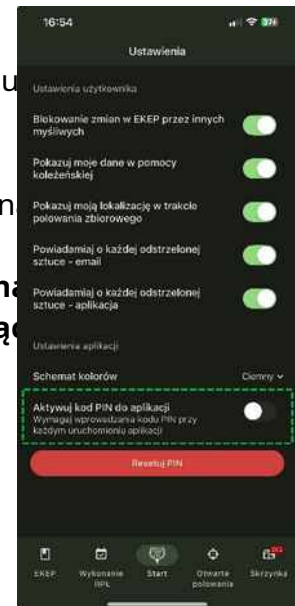 16:54
Ustawienia
Ustawienia użytkownika
Blokowanie zmian w EKEP przez innych
myśliwych
Pokazuj moje dane w pomocy
koleżeńskiej
Pokazuj moją lokalizację w trakcie
polowania zbiorowego
Powiadamiaj o każdej odstrzelonej
sztuce - email
Powiadamiaj o każdej odstrzelonej
sztuce - aplikacja
Ustawienia aplikacji
Schemat kolorów Ciemny
Aktywuj kod PIN do aplikacji
Wymagaj wprowadzania kodu PIN przy
każdym uruchomieniu aplikacji
Resetuj PIN
EKEP Wykonanie Start Otwarte Skrzynka
RPŁ polowania